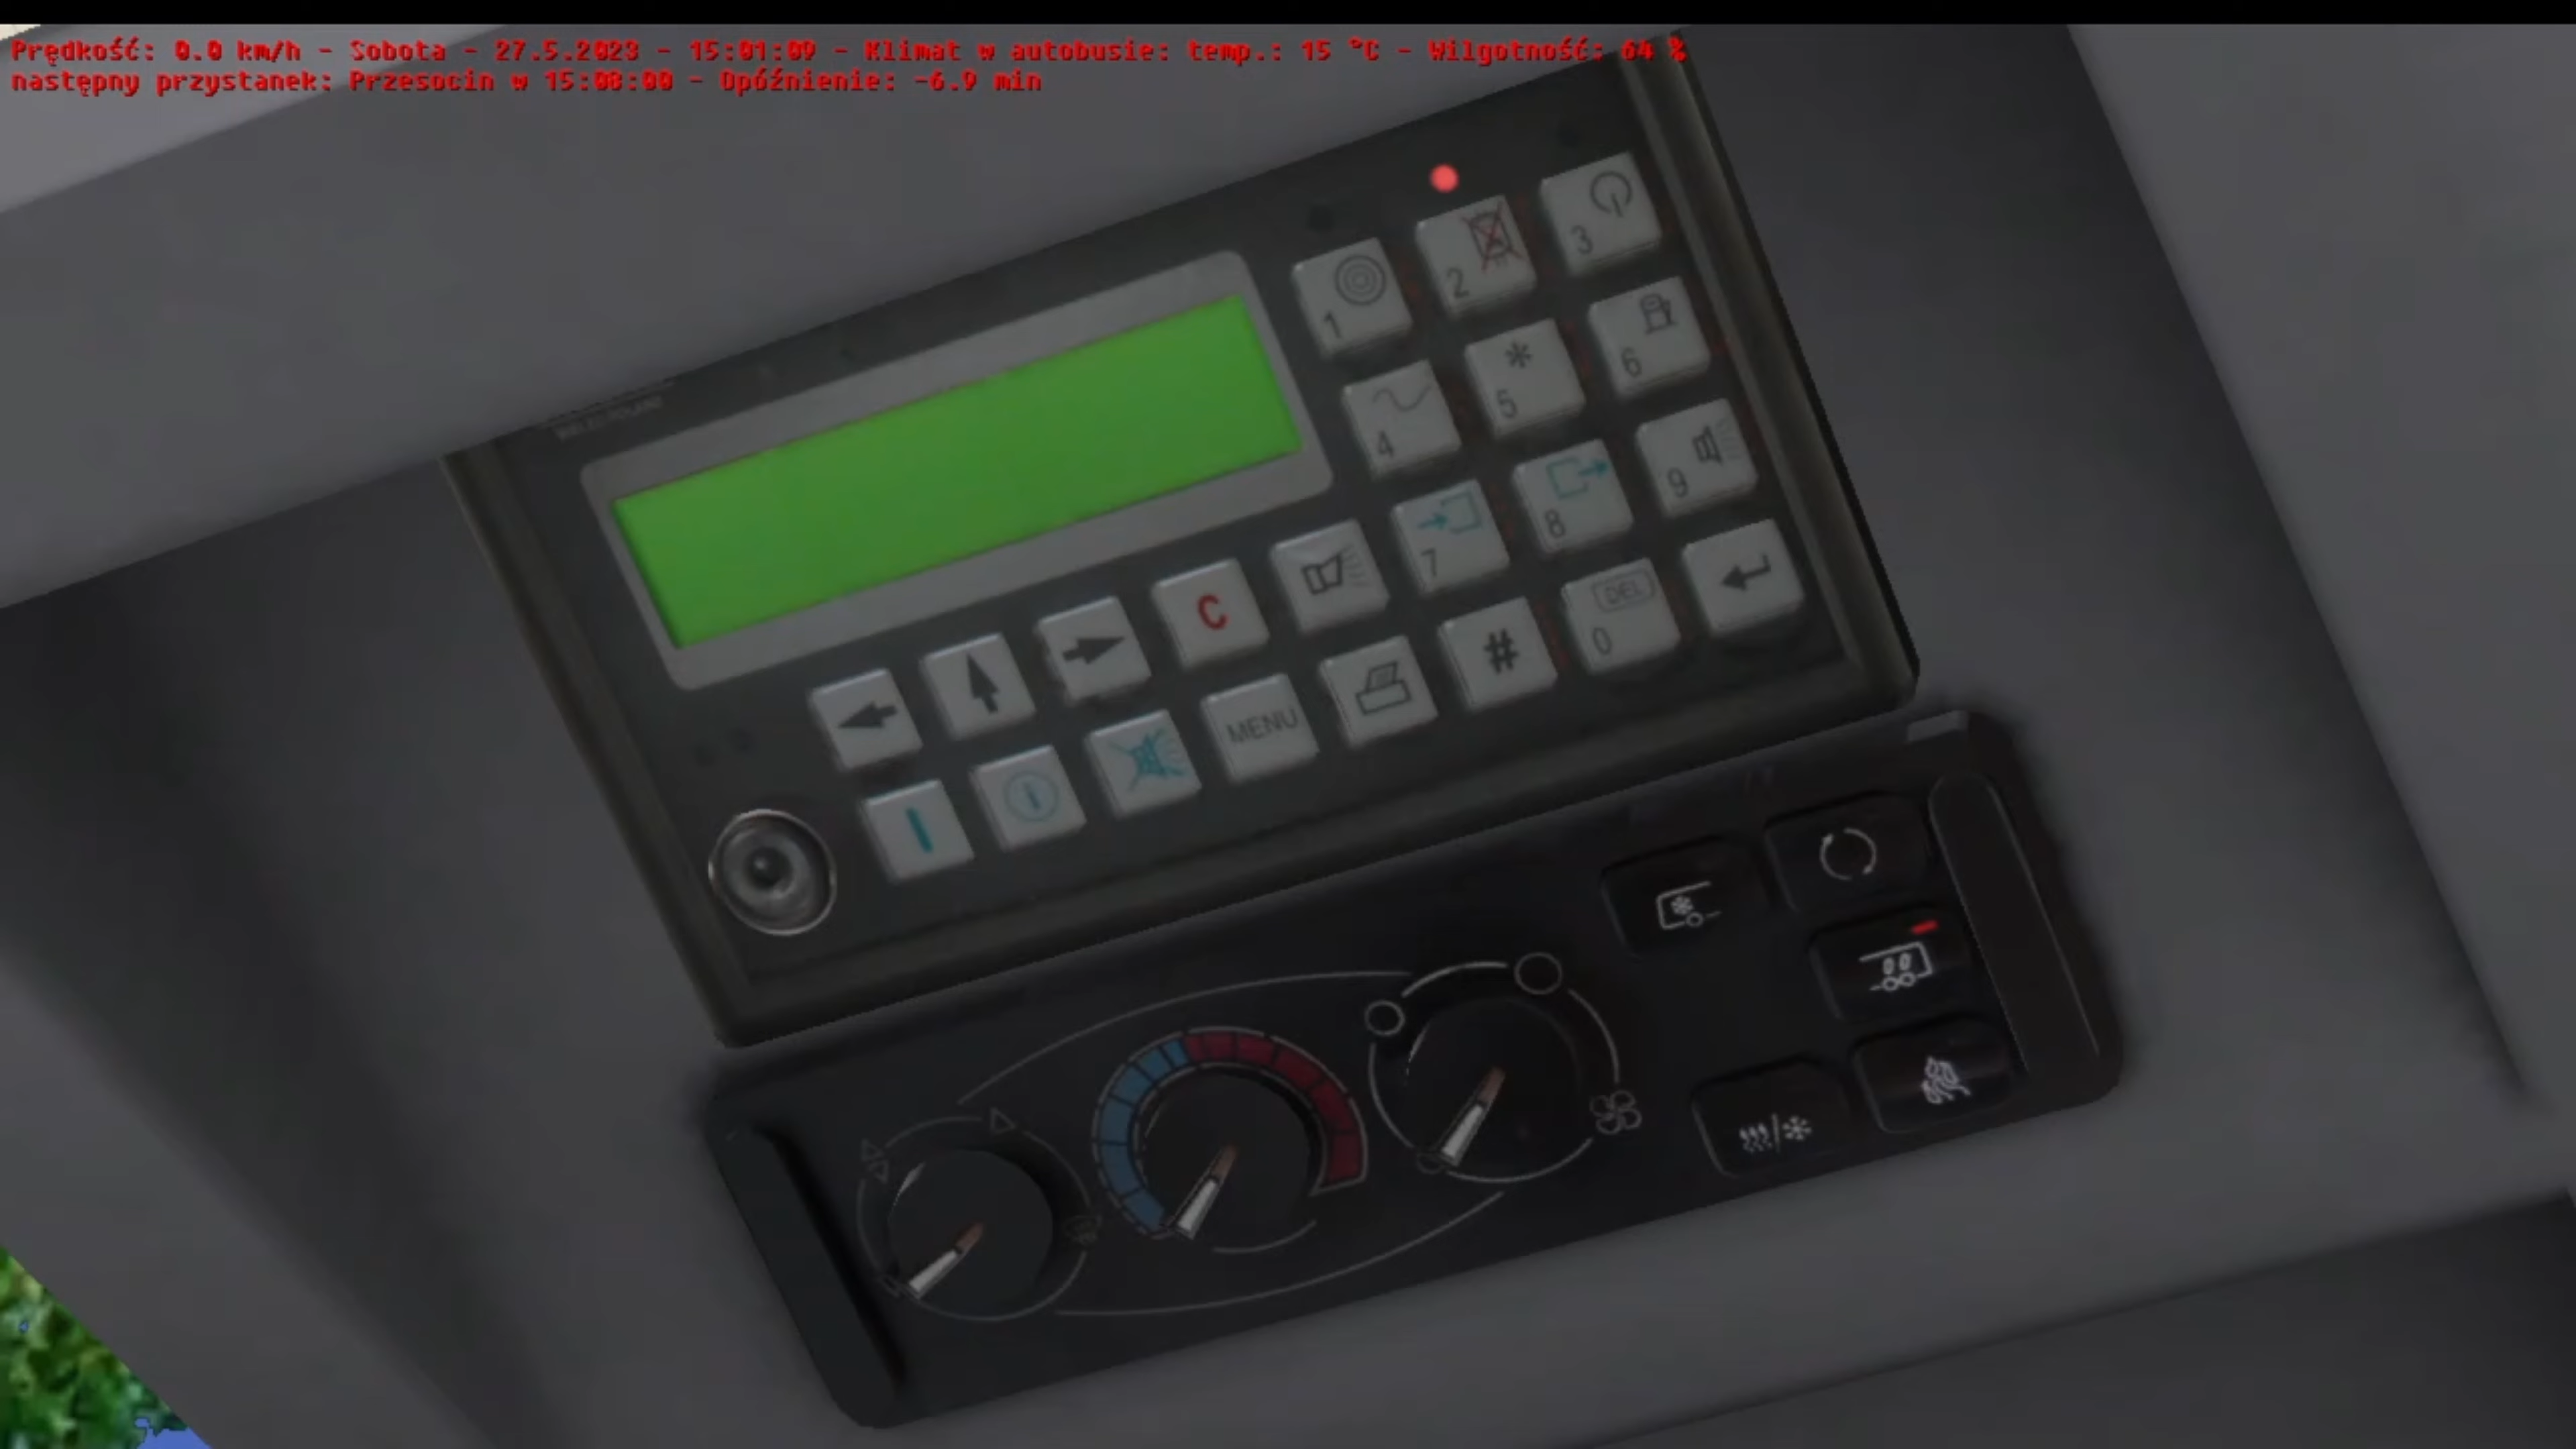 Prędkość: 0.0 km/h - Sobota - 27.5.2023 - 15:01:09 - Klimat w autobusie: temp.: 15 °C - Wilgotność: 64 %
następny przystanek: Przesocin w 15:08:00 - Opóźnienie: -6.9 min
1 2 3
4 5 * 6
7 8 9
C
MENU # 0 DEL